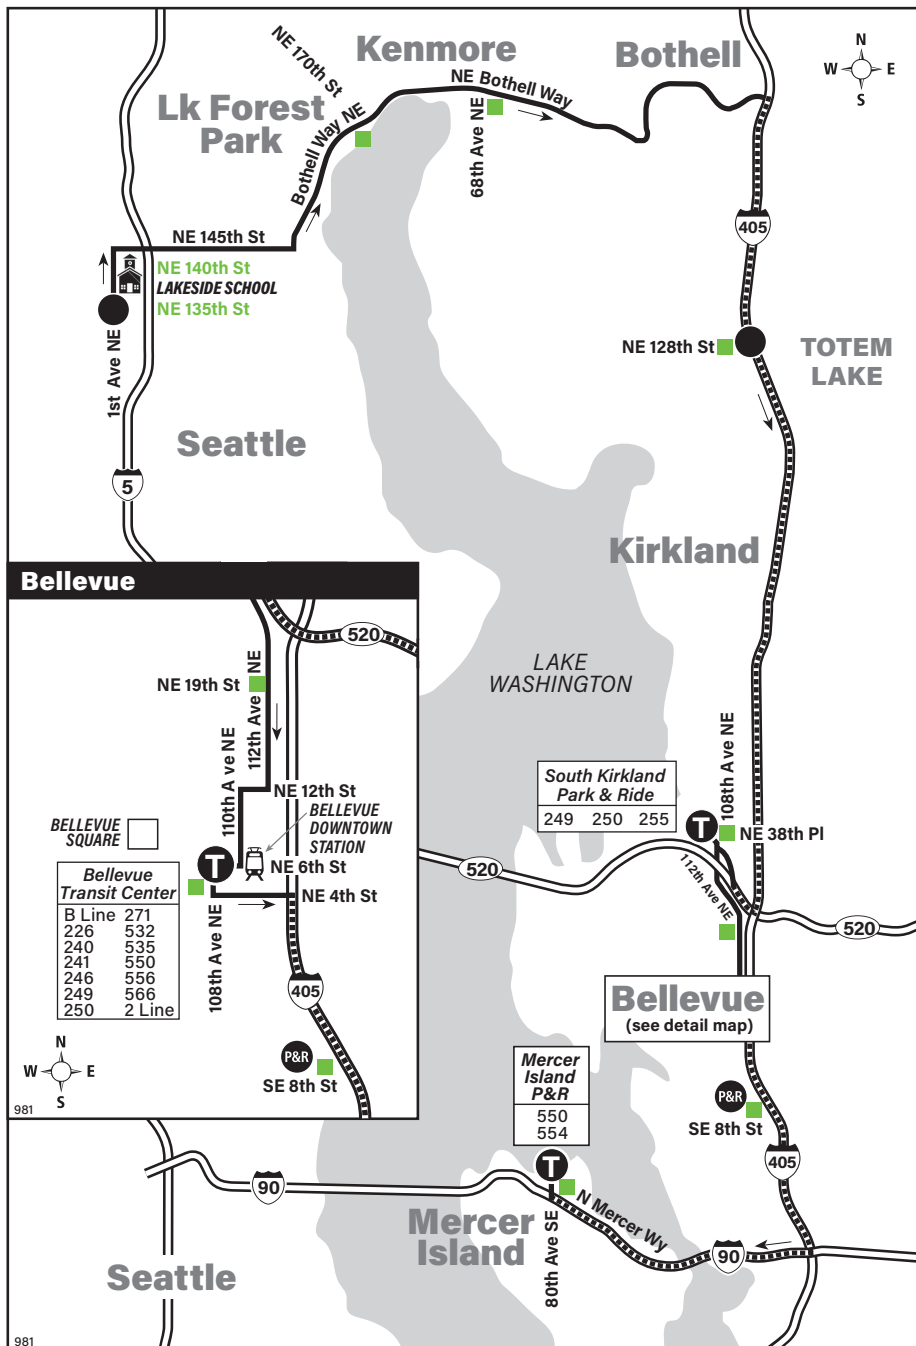 Kenmore
Bothell
NE 170th St
NE Bothell Way
N
W E
S
Lk Forest
Park
Bothell Way NE
68th Ave NE
405
NE 145th St
NE 140th St
LAKESIDE SCHOOL
NE 135th St
1st Ave NE
NE 128th St
TOTEM
LAKE
Seattle
5
Kirkland
LAKE
WASHINGTON
108th Ave NE
South Kirkland
Park & Ride
249 250 255
T
NE 38th Pl
112th Ave NE
520
520
Bellevue
(see detail map)
P&R
SE 8th St
405
Mercer
Island
P&R
550
554
T
N Mercer Wy
80th Ave SE
90
90
Mercer
Island
Seattle
981
Bellevue
520
NE 19th St
112th Ave NE
110th A ve NE
NE 12th St
BELLEVUE
DOWNTOWN
STATION
BELLEVUE
SQUARE
T
NE 6th St
NE 4th St
108th Ave NE
Bellevue
Transit Center
B Line 271
226 532
240 535
241 550
246 556
249 566
250 2 Line
405
P&R
SE 8th St
N
W E
S
981